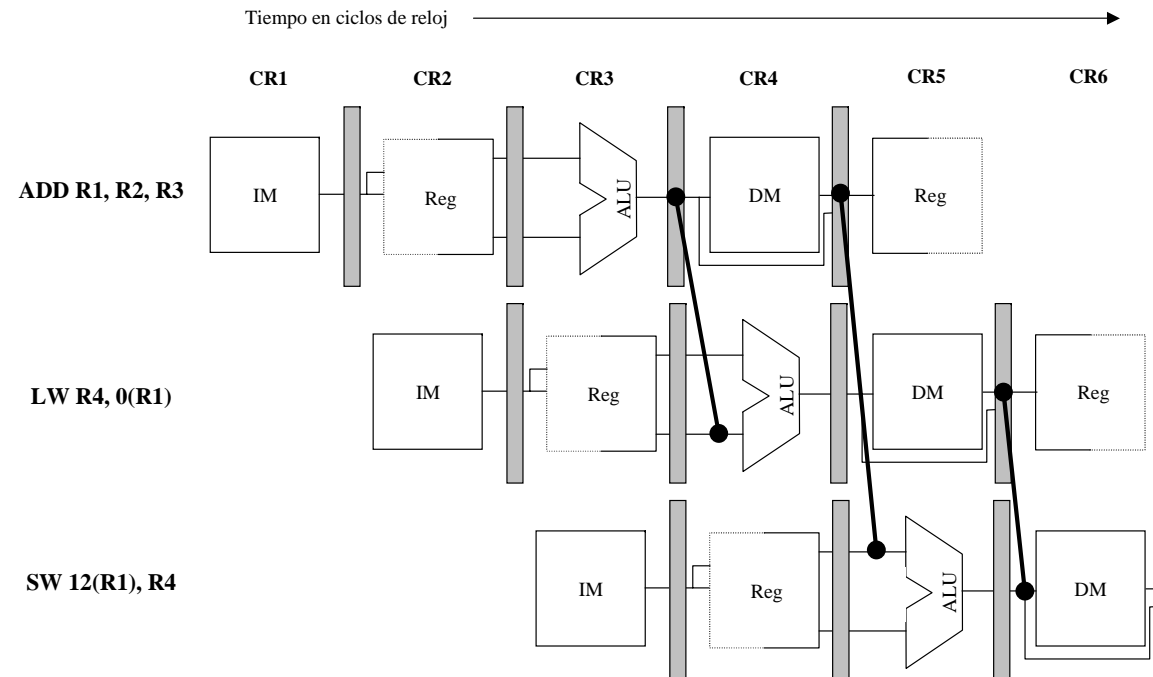 Tiempo en ciclos de reloj
CR1 CR2 CR3 CR4 CR5 CR6
ADD R1, R2, R3 IM Reg ALU DM Reg
LW R4, 0(R1) IM Reg ALU DM Reg
SW 12(R1), R4 IM Reg ALU DM